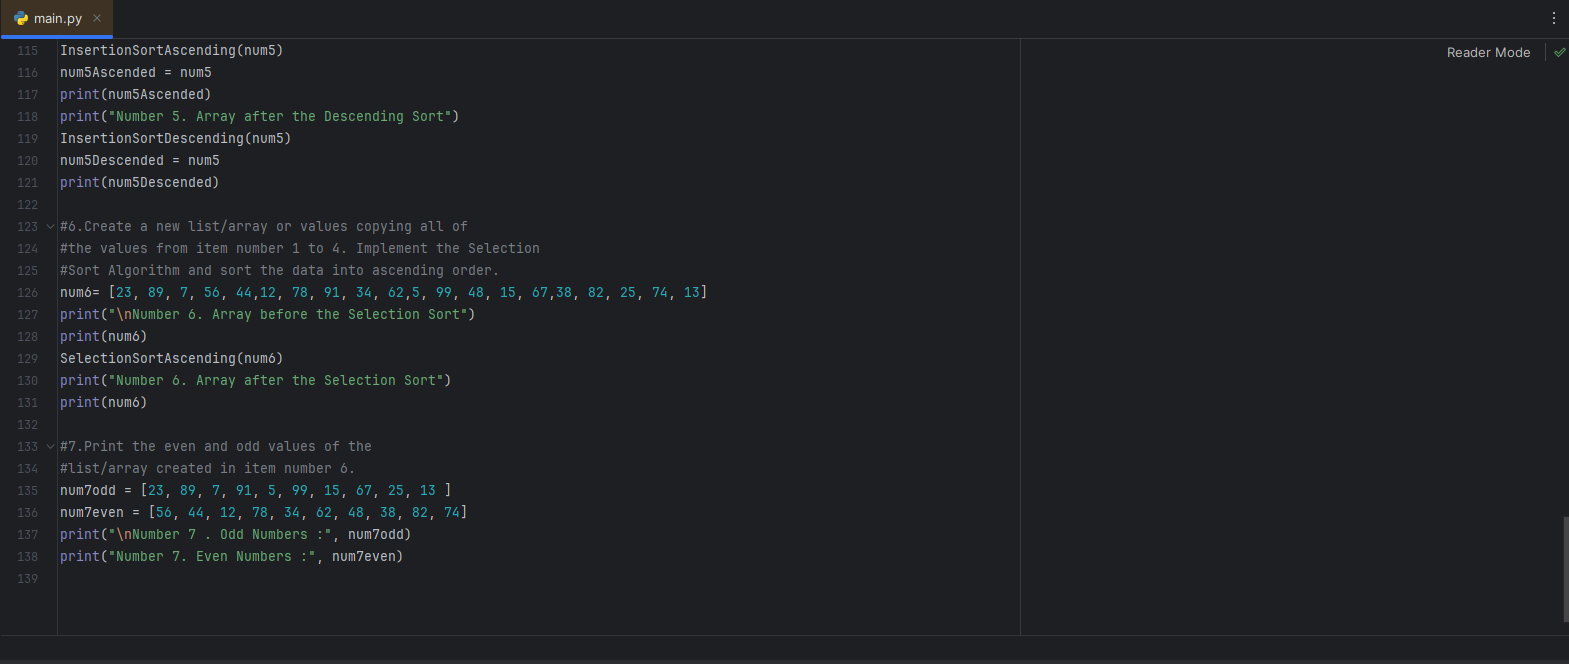 main.py
Reader Mode
115 InsertionSortAscending(num5)
116 num5Ascended = num5
117 print(num5Ascended)
118 print("Number 5. Array after the Descending Sort")
119 InsertionSortDescending(num5)
120 num5Descended = num5
121 print(num5Descended)
122
123 #6.Create a new list/array or values copying all of
124 #the values from item number 1 to 4. Implement the Selection
125 #Sort Algorithm and sort the data into ascending order.
126 num6= [23, 89, 7, 56, 44,12, 78, 91, 34, 62,5, 99, 48, 15, 67,38, 82, 25, 74, 13]
127 print("\nNumber 6. Array before the Selection Sort")
128 print(num6)
129 SelectionSortAscending(num6)
130 print("Number 6. Array after the Selection Sort")
131 print(num6)
132
133 #7.Print the even and odd values of the
134 #list/array created in item number 6.
135 num7odd = [23, 89, 7, 91, 5, 99, 15, 67, 25, 13 ]
136 num7even = [56, 44, 12, 78, 34, 62, 48, 38, 82, 74]
137 print("\nNumber 7 . Odd Numbers :", num7odd)
138 print("Number 7. Even Numbers :", num7even)
139